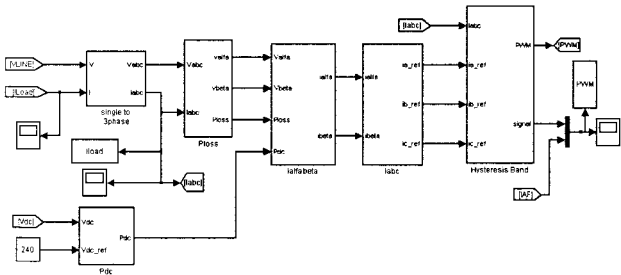 [VLINE]
V
Vabc
[ILoad]
I
Iabc
single to
3phase
Iload
[Iabc]
Vabc
Iabc
valfa
vbeta
Ploss
Ploss
[Vdc]
240
Vdc
Vdc_ref
Pdc
Pdc
Valfa
Vbeta
Ploss
Pdc
ialfa
ibeta
ialfabeta
ialfa
ibeta
ia_ref
ib_ref
ic_ref
Iabc
[Iabc]
Iabc
ia_ref
ib_ref
ic_ref
PWM
signal
Hysteresis Band
[PWM]
PWM
[IAF]